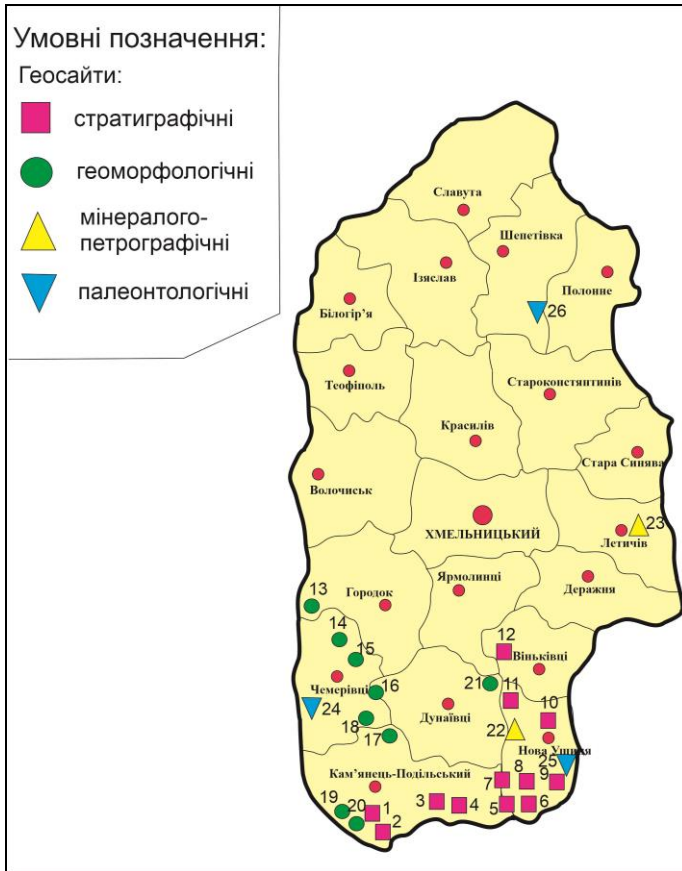 Умовні позначення:
Геосайти:
стратиграфічні
геоморфологічні
мінералого-
петрографічні
палеонтологічні
Славута
Шепетівка
Ізяслав
Полонне
Білогір’я
26
Теофіполь
Староконстянтинів
Красилів
Стара Синява
Волочиськ
23
ХМЕЛЬНИЦЬКИЙ
Летичів
Ярмолинці
Деражня
Городок
13
14
15
12
Віньківці
Чемерівці
16
21
11
24
Дунаївці
10
18
22
17
Нова Ушиця
25
Кам’янець-Подільський
7
8
9
19
20
1
3
4
5
6
2